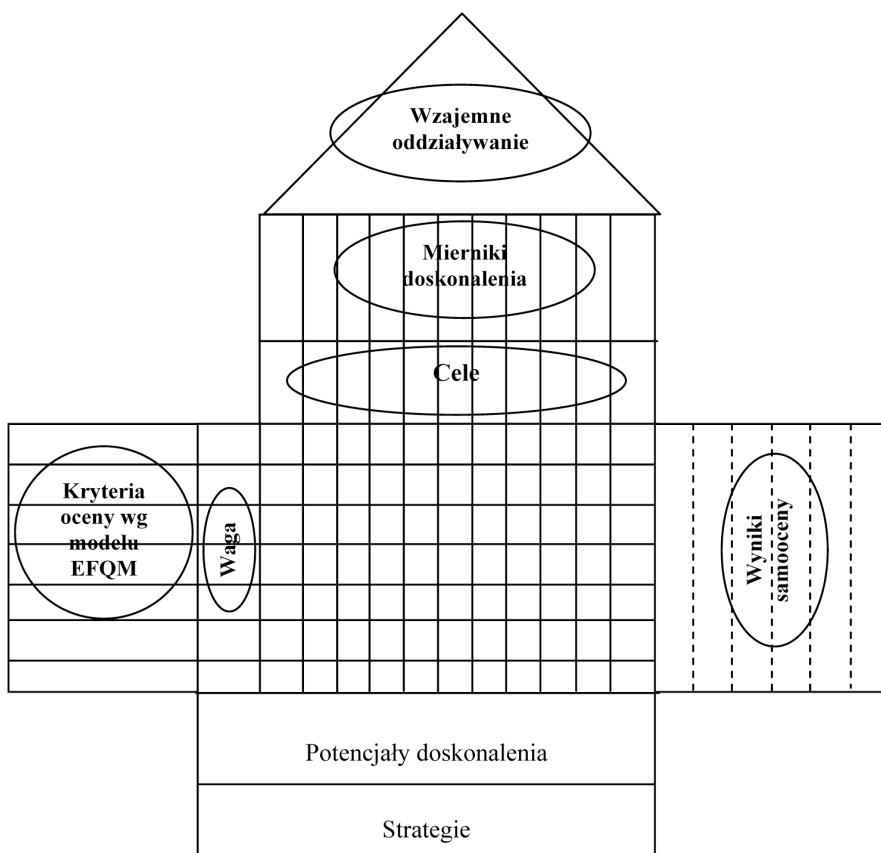 Wzajemne
oddziaływanie
Mierniki
doskonalenia
Cele
Kryteria
oceny wg
modelu
EFQM
Waga
Wyniki
samooceny
Potencjały doskonalenia
Strategie